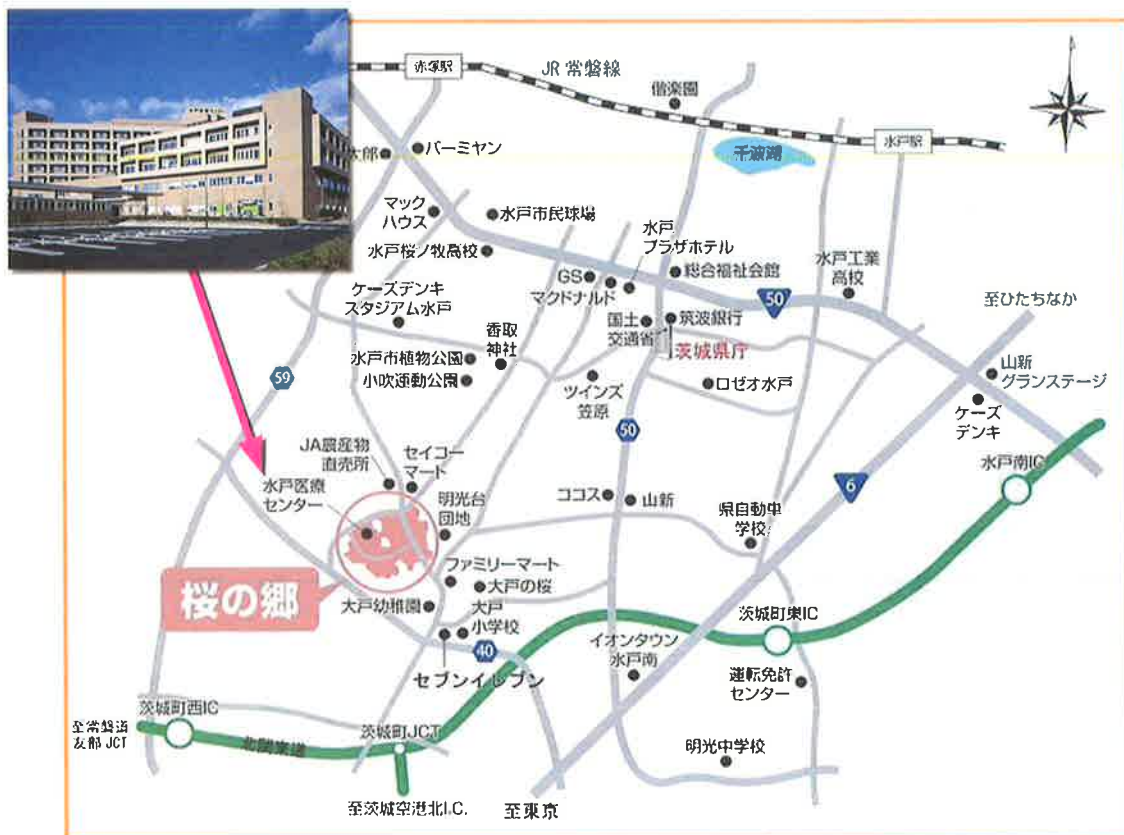 赤塚駅
JR 常磐線
偕楽園
水戸駅
千波湖
太郎
バーミヤン
マック
ハウス
水戸市民球場
水戸桜ノ牧高校
水戸
プラザホテル
GS
マクドナルド
総合福祉会館
水戸工業
高校
50
至ひたちなか
ケーズデンキ
スタジアム水戸
香取
神社
国土
交通省
筑波銀行
茨城県庁
山新
グランステージ
水戸市植物公園
小吹運動公園
59
ツインズ
笠原
ロゼオ水戸
ケーズ
デンキ
50
JA農産物
直売所
セイコー
マート
水戸南IC
水戸医療
センター
6
明光台
団地
ココス
山新
県自動車
学校
ファミリーマート
大戸の桜
桜の郷
大戸幼稚園
大戸
小学校
茨城町東IC
40
イオンタウン
水戸南
セブンイレブン
運転免許
センター
茨城町西IC
至常磐道
友部JCT
北関東道
茨城町JCT
明光中学校
至茨城空港北I.C.
至東京